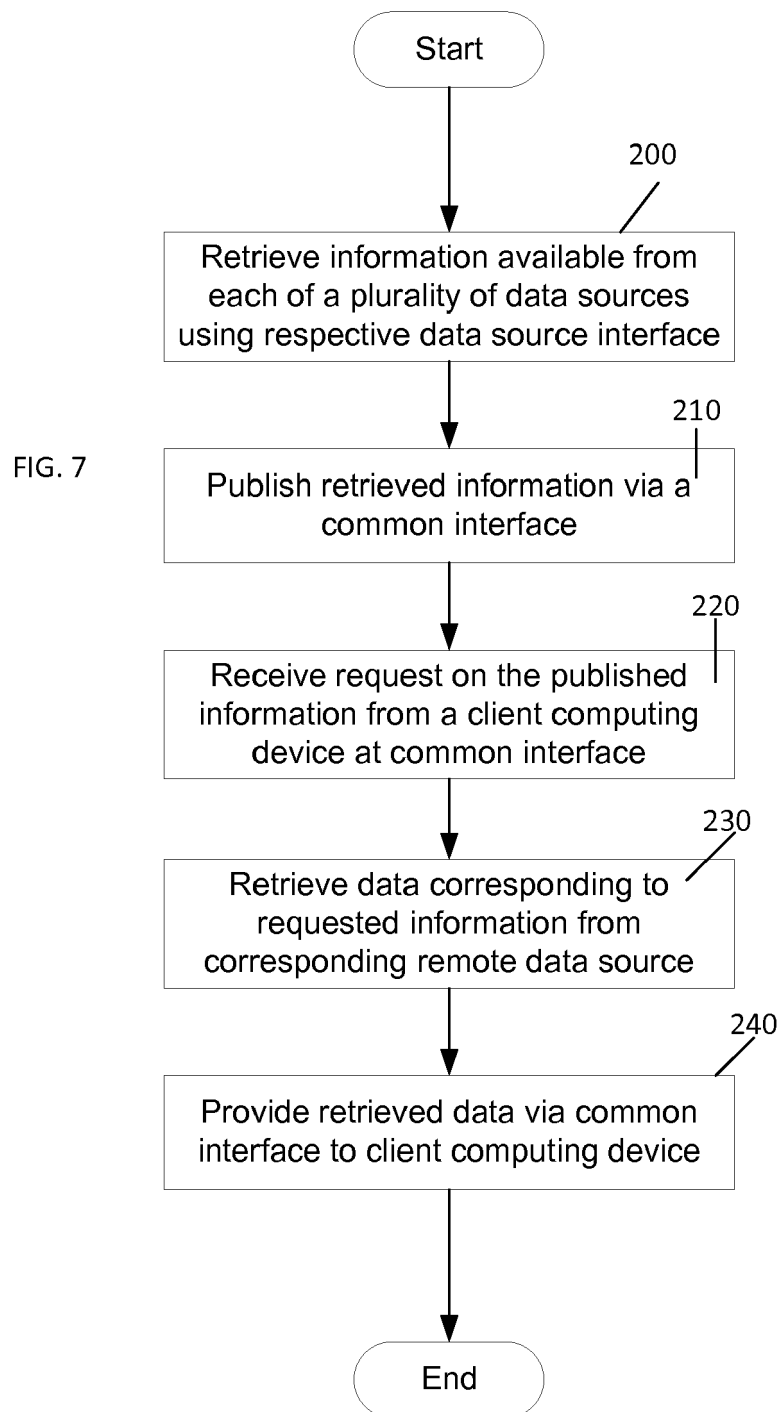 Start
200
Retrieve information available from
each of a plurality of data sources
using respective data source interface
210
FIG. 7
Publish retrieved information via a
common interface
220
Receive request on the published
information from a client computing
device at common interface
230
Retrieve data corresponding to
requested information from
corresponding remote data source
240
Provide retrieved data via common
interface to client computing device
End